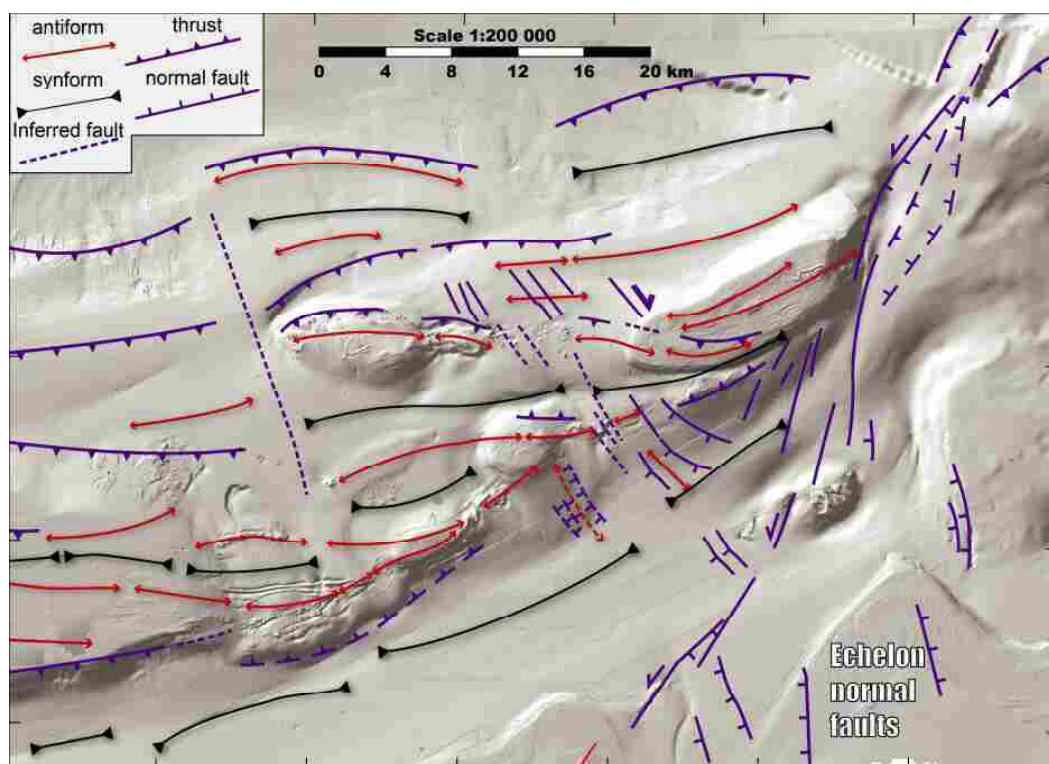 antiform
thrust
synform
normal fault
Inferred fault
Scale 1:200 000
0 4 8 12 16 20 km
Echelon
normal
faults